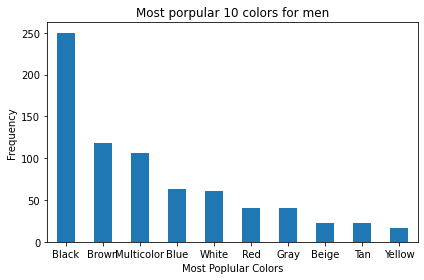 Most porpular 10 colors for men
Frequency
250
200
150
100
50
0
Black Brown Multicolor Blue White Red Gray Beige Tan Yellow
Most Poplular Colors